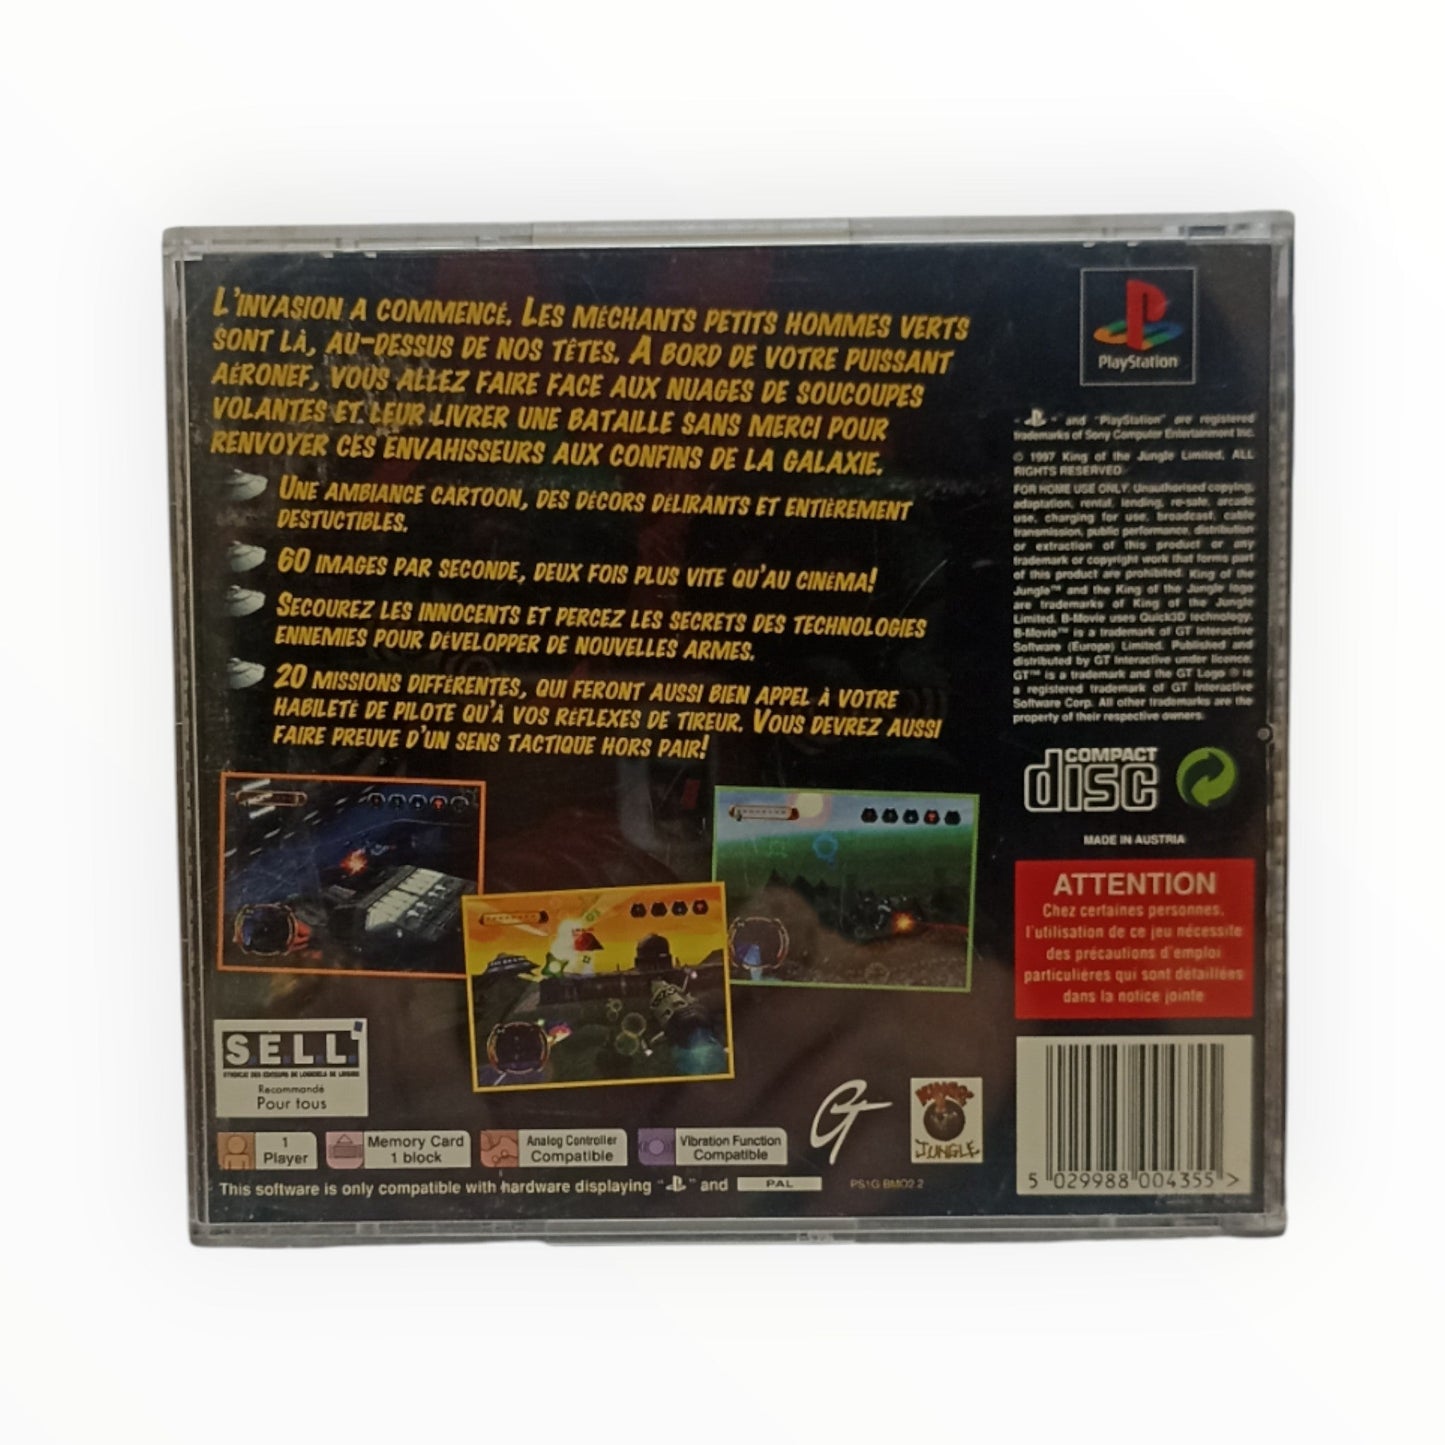 L'INVASION A COMMENCÉ. LES MÉCHANTS PETITS HOMMES VERTS
SONT LÀ, AU-DESSUS DE NOS TÊTES. A BORD DE VOTRE PUISSANT
AÉRONEF, VOUS ALLEZ FAIRE FACE AUX NUAGES DE SOUCOUPES
VOLANTES ET LEUR LIVRER UNE BATAILLE SANS MERCI POUR
RENVOYER CES ENVAHISSEURS AUX CONFINS DE LA GALAXIE.
UNE AMBIANCE CARTOON, DES DÉCORS DÉLIRANTS ET ENTIÈREMENT
DESTUCTIBLES.
60 IMAGES PAR SECONDE, DEUX FOIS PLUS VITE QU'AU CINÉMA!
SECOUREZ LES INNOCENTS ET PERCEZ LES SECRETS DES TECHNOLOGIES
ENNEMIES POUR DÉVELOPPER DE NOUVELLES ARMES.
20 MISSIONS DIFFÉRENTES, QUI FERONT AUSSI BIEN APPEL À VOTRE
HABILETÉ DE PILOTE QU'À VOS RÉFLEXES DE TIREUR. VOUS DEVREZ AUSSI
FAIRE PREUVE D'UN SENS TACTIQUE HORS PAIR!
PlayStation
" " and "PlayStation" are registered
trademarks of Sony Computer Entertainment Inc.
© 1997 King of the Jungle Limited. ALL
RIGHTS RESERVED
FOR HOME USE ONLY. Unauthorised copying,
adaptation, rental, lending, re-sale, arcade
use, charging for use, broadcast, cable
transmission, public performance, distribution
or extraction of this product or any
trademark or copyright work that forms part
of this product are prohibited. King of the
Jungle™ and the King of the Jungle logo
are trademarks of King of the Jungle
Limited. B-Movie uses Quick3D technology.
B-Movie™ is a trademark of GT Interactive
Software (Europe) Limited. Published and
distributed by GT Interactive under licence.
GT™ is a trademark and the GT Logo ® is
a registered trademark of GT Interactive
Software Corp. All other trademarks are the
property of their respective owners.
COMPACT
disc
MADE IN AUSTRIA
ATTENTION
Chez certaines personnes,
l'utilisation de ce jeu nécessite
des précautions d'emploi
particulières qui sont détaillées
dans la notice jointe
S.E.L.L.
SYNDICAT DES EDITEURS DE LOGICIELS DE LOISIRS
Recommandé
Pour tous
1
Player
Memory Card
1 block
Analog Controller
Compatible
Vibration Function
Compatible
GT
KING OF THE
JUNGLE
This software is only compatible with hardware displaying " " and PAL
PS1G BMO2.2
5 029988 004355 >